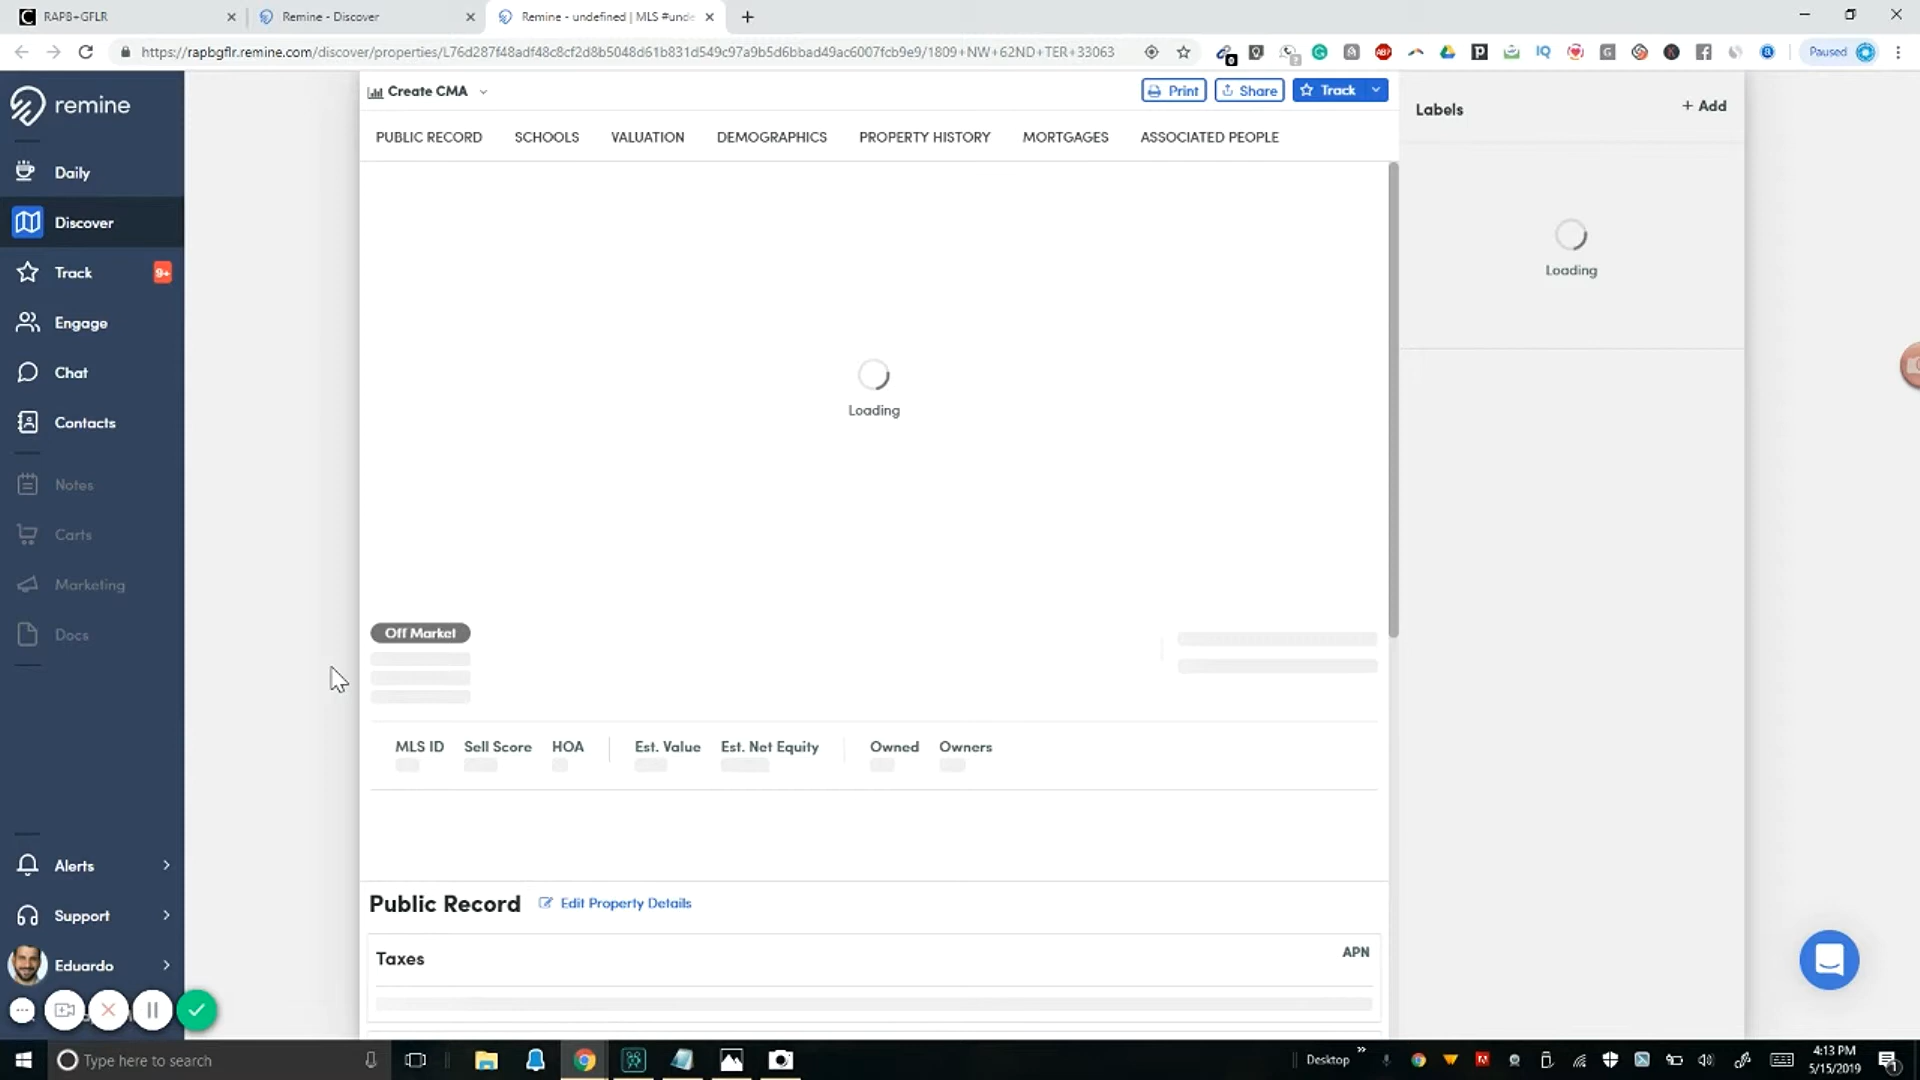 RAPB+GFLR
Remine - Discover
Remine - undefined | MLS #unde
https://rapbgflr.remine.com/discover/properties/L76d287f48adf48c8cf2d8b5048d61b831d549c97a9b5d6bbad49ac6007fcb9e9/1809+NW+62ND+TER+33063
Paused
remine
Daily
Discover
Track 9+
Engage
Chat
Contacts
Notes
Carts
Marketing
Docs
Alerts
Support
Eduardo
Create CMA
Print
Share
Track
PUBLIC RECORD SCHOOLS VALUATION DEMOGRAPHICS PROPERTY HISTORY MORTGAGES ASSOCIATED PEOPLE
Loading
Off Market
MLS ID Sell Score HOA Est. Value Est. Net Equity Owned Owners
Public Record Edit Property Details
Taxes APN
Labels + Add
Loading
Type here to search
Desktop
4:13 PM
5/15/2019